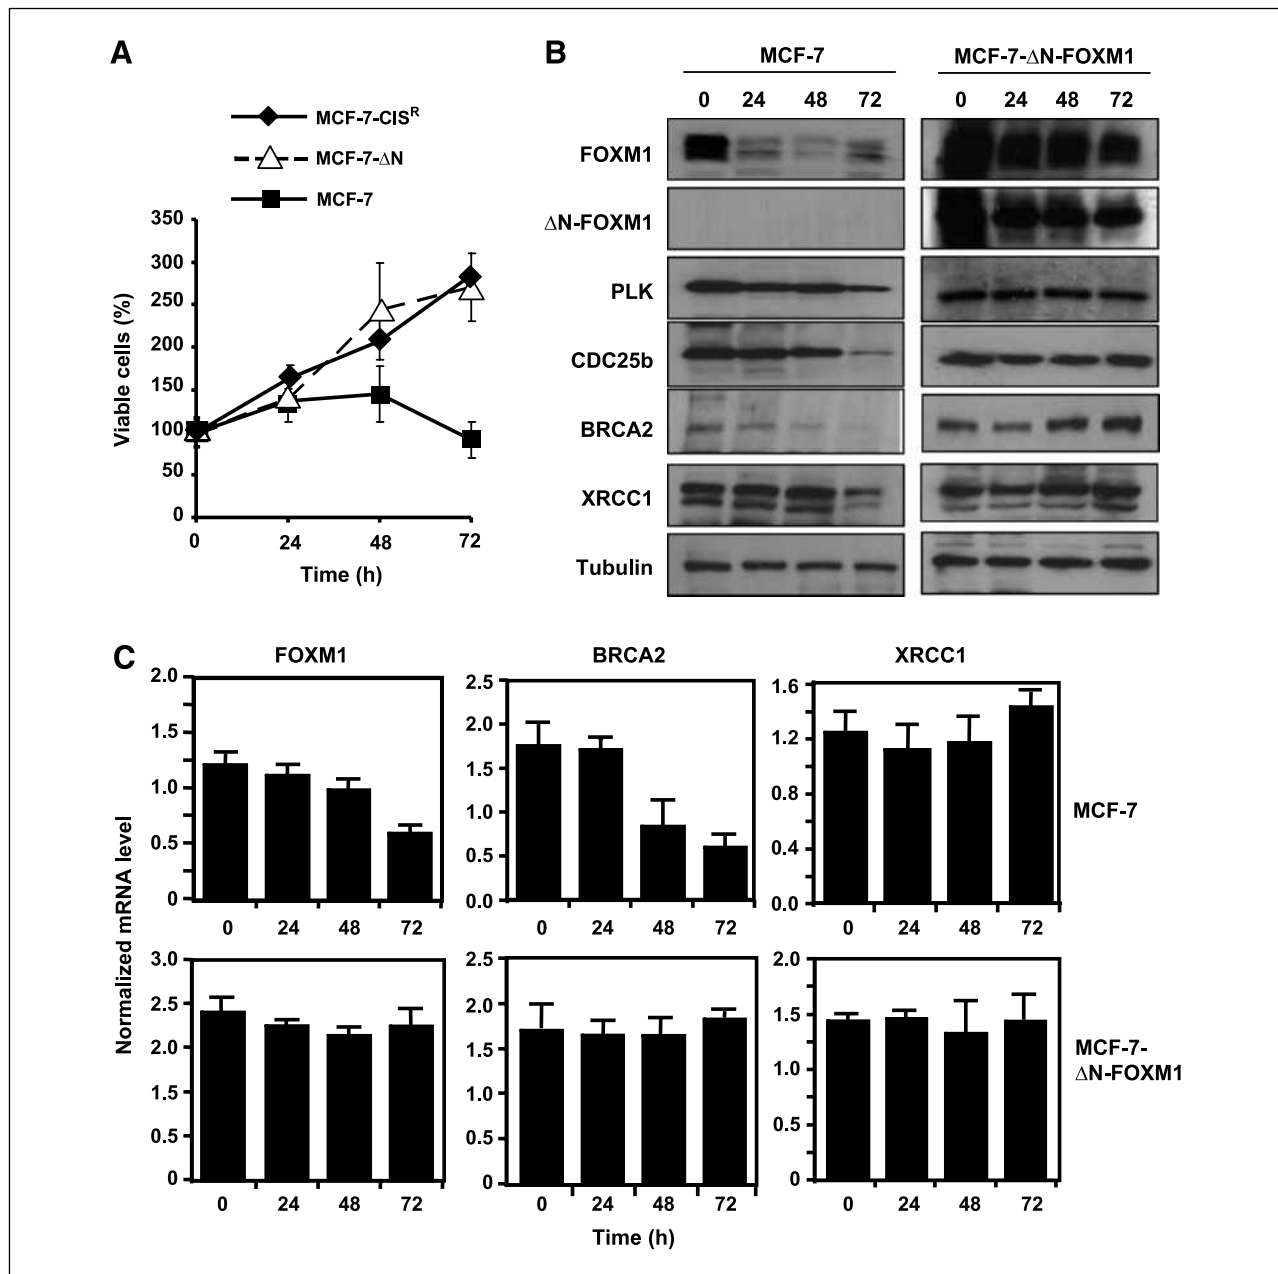 A
MCF-7-CISᴿ
MCF-7-ΔN
MCF-7
350
300
250
200
150
100
50
0
Viable cells (%)
0 24 48 72
Time (h)
B
MCF-7 MCF-7-ΔN-FOXM1
0 24 48 72 0 24 48 72
FOXM1
ΔN-FOXM1
PLK
CDC25b
BRCA2
XRCC1
Tubulin
C
Normalized mRNA level
FOXM1
2.0
1.5
1.0
0.5
0
0 24 48 72
BRCA2
2.5
2.0
1.5
1.0
0.5
0.0
0 24 48 72
XRCC1
1.6
1.2
0.8
0.4
0.0
0 24 48 72
MCF-7
3.0
2.5
2.0
1.5
1.0
0.5
0
0 24 48 72
2.5
2.0
1.5
1.0
0.5
0
0 24 48 72
2.0
1.5
1.0
0.5
0
0 24 48 72
MCF-7-
ΔN-FOXM1
Time (h)